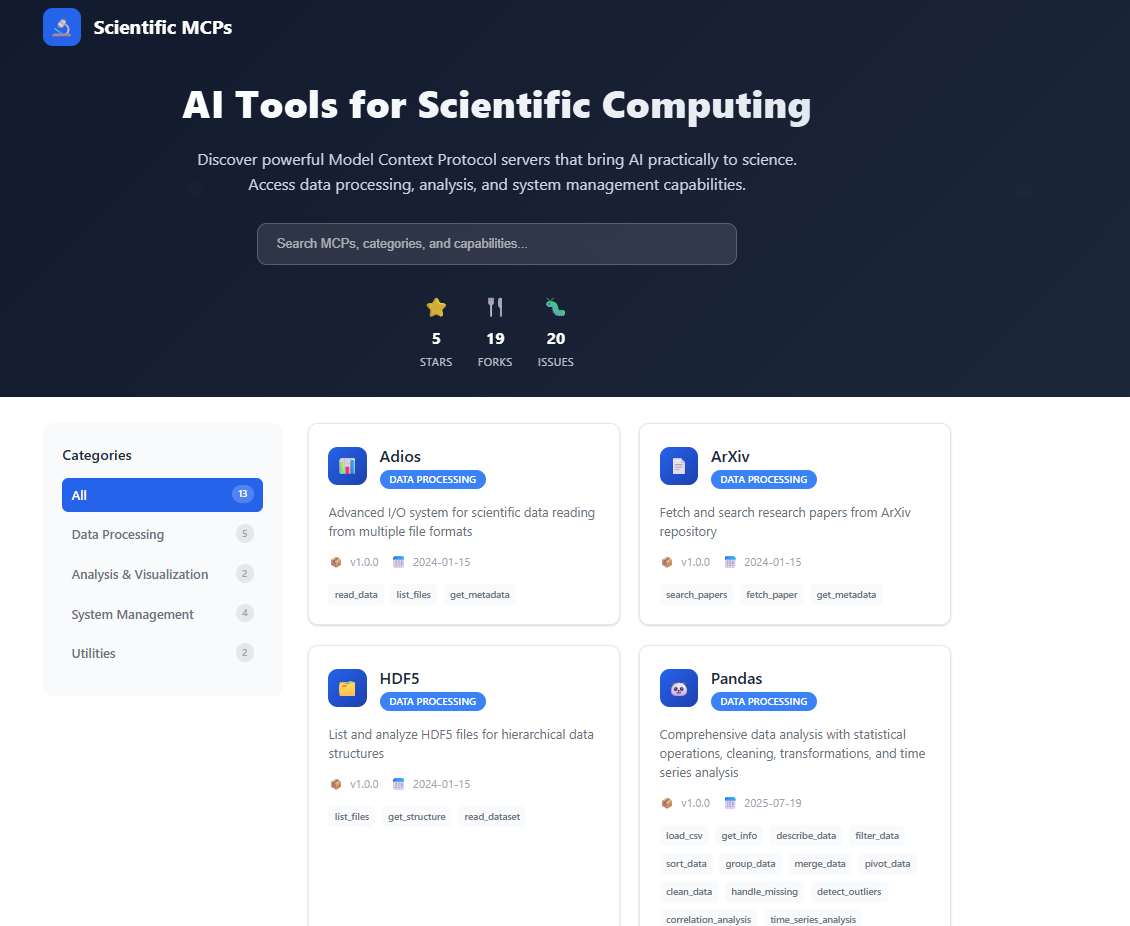 Scientific MCPs
AI Tools for Scientific Computing
Discover powerful Model Context Protocol servers that bring AI practically to science.
Access data processing, analysis, and system management capabilities.
Search MCPs, categories, and capabilities...
5
STARS
19
FORKS
20
ISSUES
Categories
All 13
Data Processing 5
Analysis & Visualization 2
System Management 4
Utilities 2
Adios
DATA PROCESSING
Advanced I/O system for scientific data reading
from multiple file formats
v1.0.0 2024-01-15
read_data list_files get_metadata
ArXiv
DATA PROCESSING
Fetch and search research papers from ArXiv
repository
v1.0.0 2024-01-15
search_papers fetch_paper get_metadata
HDF5
DATA PROCESSING
List and analyze HDF5 files for hierarchical data
structures
v1.0.0 2024-01-15
list_files get_structure read_dataset
Pandas
DATA PROCESSING
Comprehensive data analysis with statistical
operations, cleaning, transformations, and time
series analysis
v1.0.0 2025-07-19
load_csv get_info describe_data filter_data
sort_data group_data merge_data pivot_data
clean_data handle_missing detect_outliers
correlation_analysis time_series_analysis